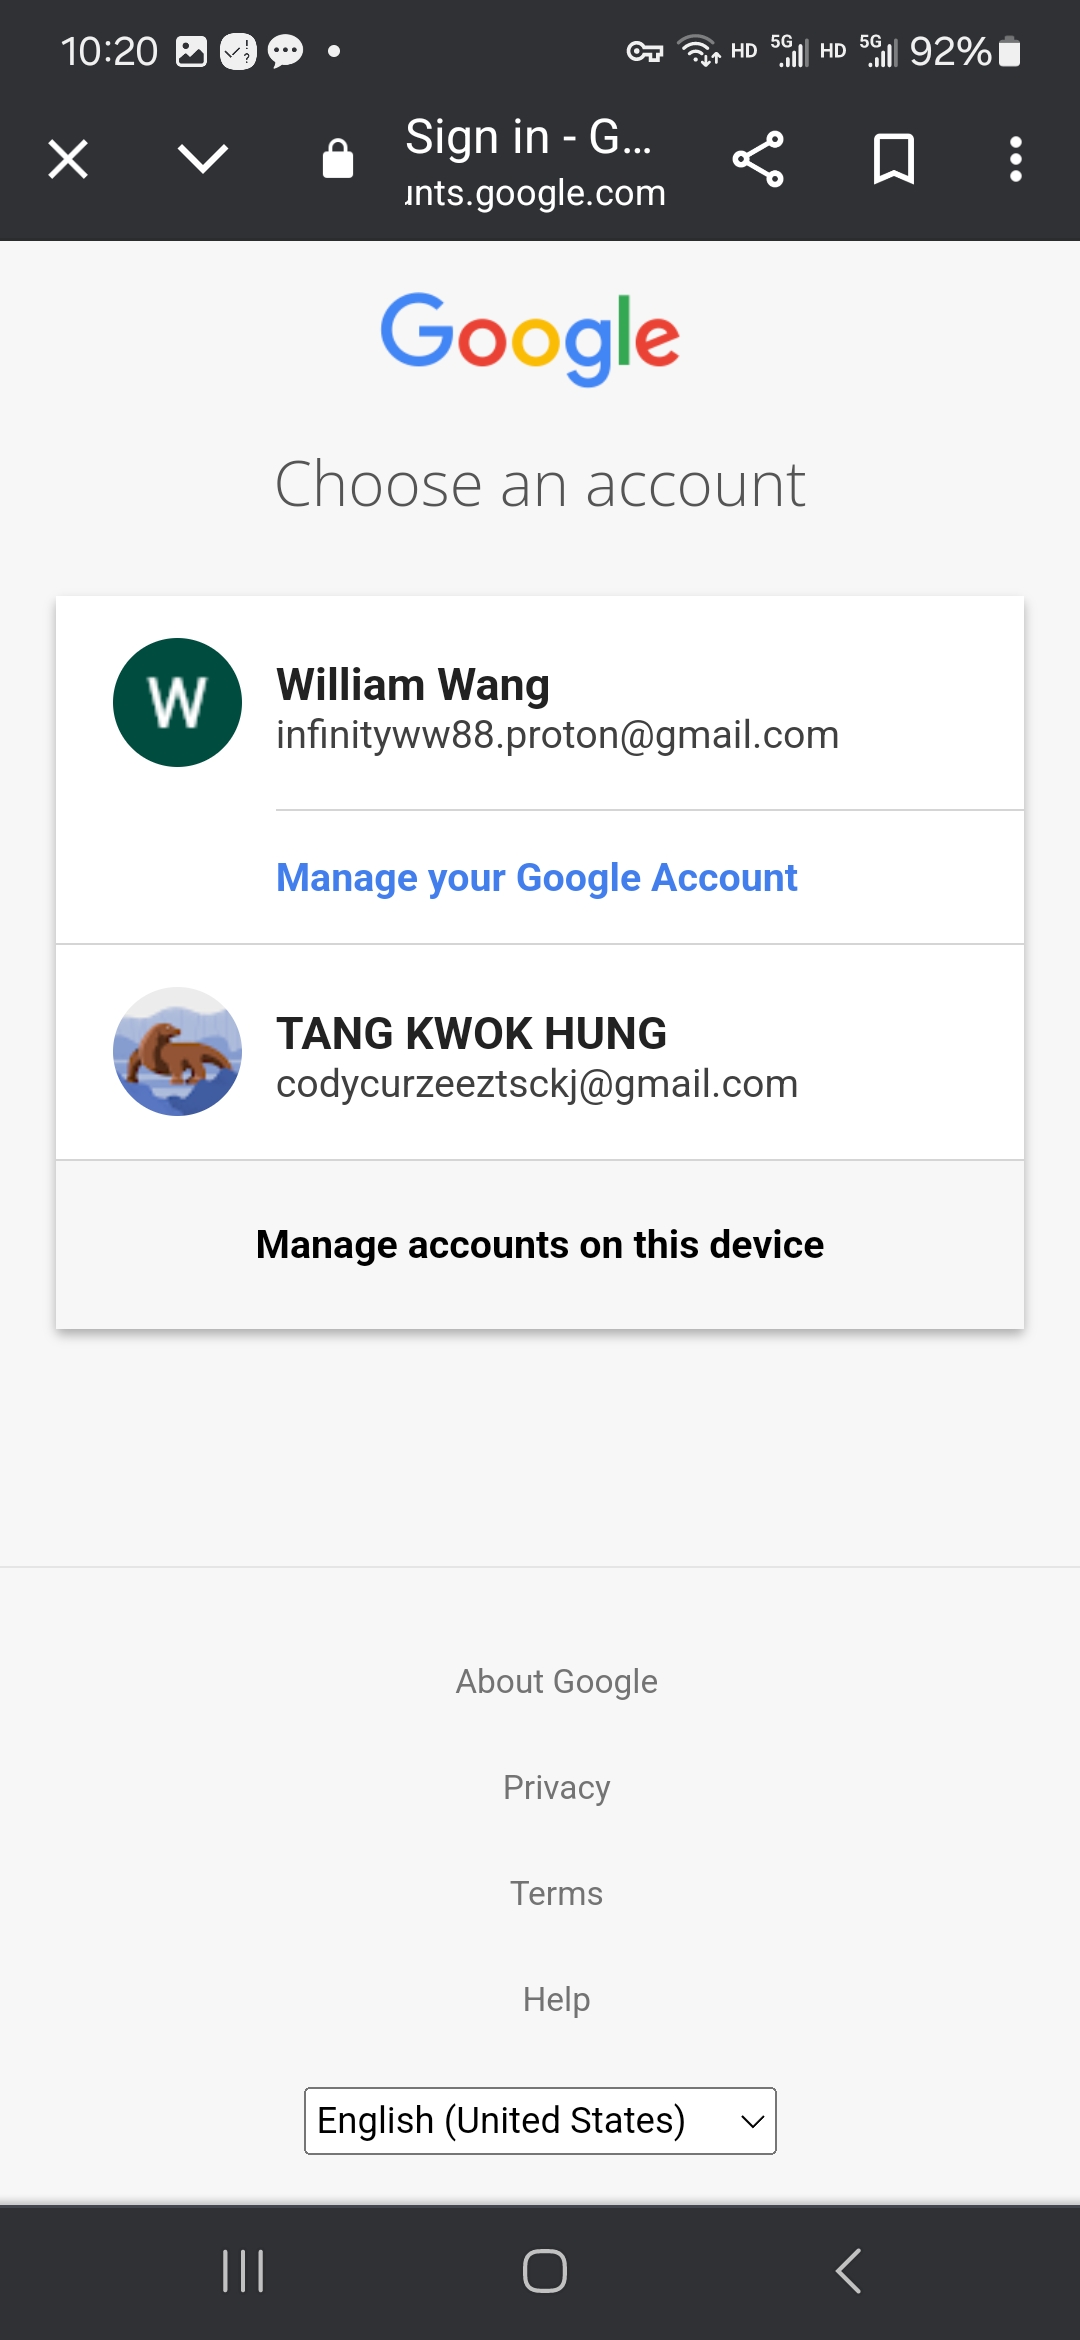 10:20 HD 5G HD 5G 92%
Sign in - G...
unts.google.com
Google
Choose an account
W
William Wang
infinityww88.proton@gmail.com
Manage your Google Account
TANG KWOK HUNG
codycurzeeztsckj@gmail.com
Manage accounts on this device
About Google
Privacy
Terms
Help
English (United States)